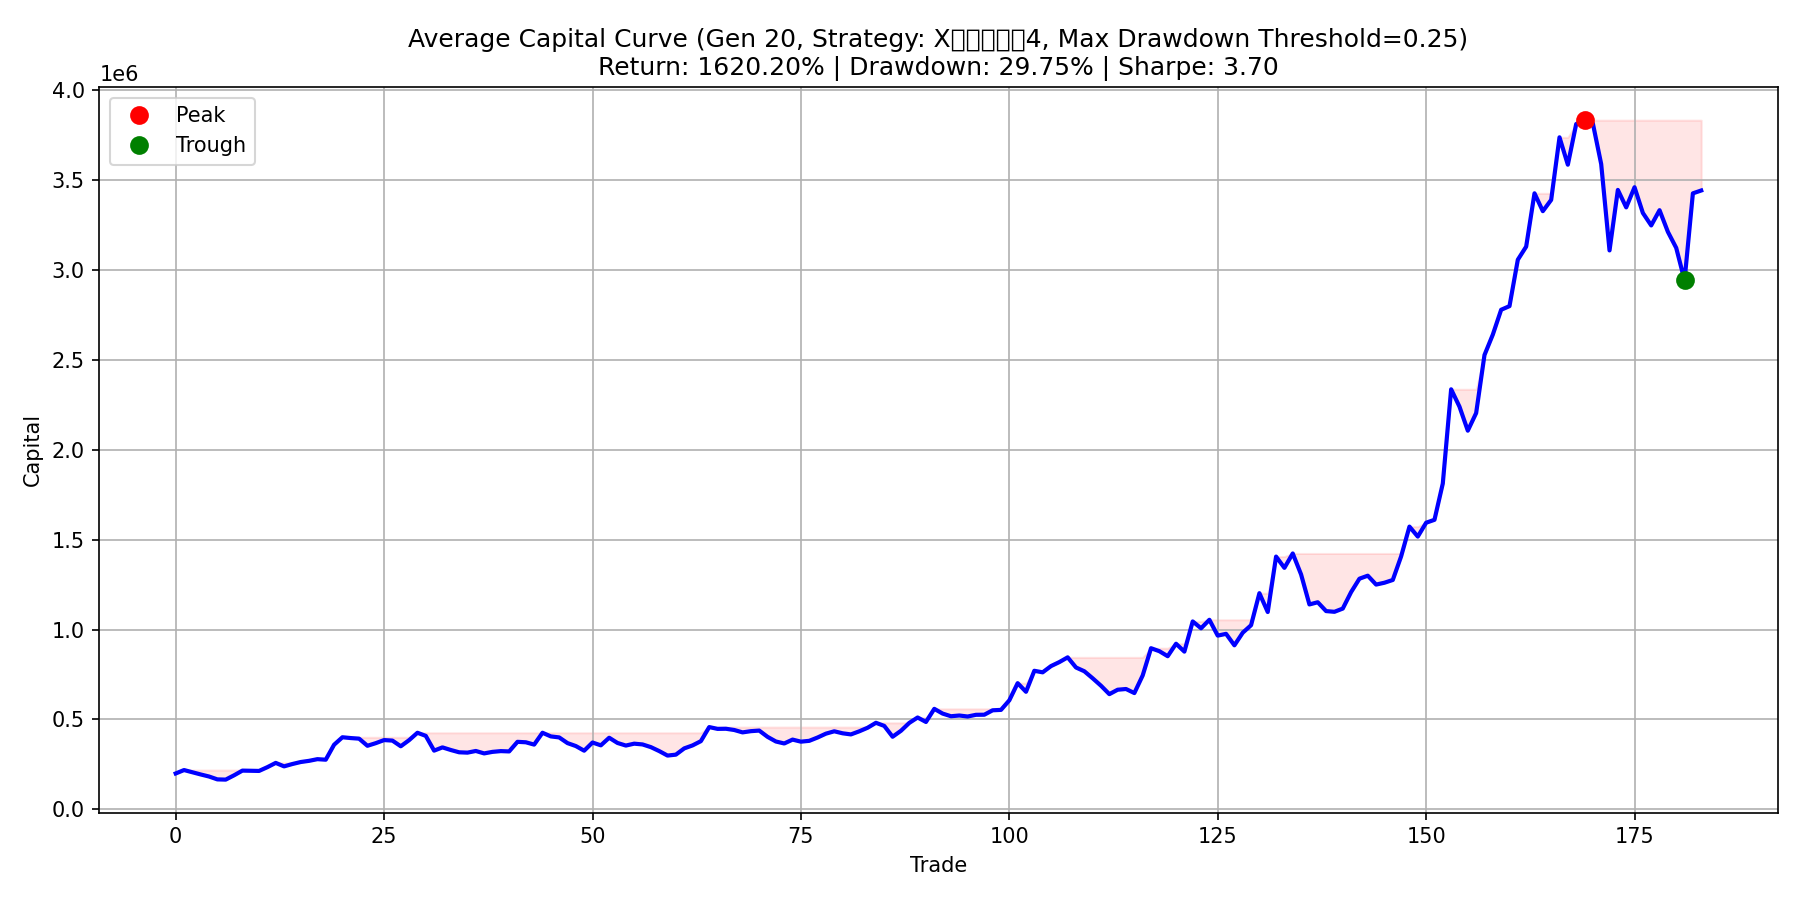 Average Capital Curve (Gen 20, Strategy: X□□□□□4, Max Drawdown Threshold=0.25)
Return: 1620.20% | Drawdown: 29.75% | Sharpe: 3.70
1e6
4.0
3.5
3.0
2.5
2.0
1.5
1.0
0.5
0.0
Capital
Peak
Trough
0 25 50 75 100 125 150 175
Trade